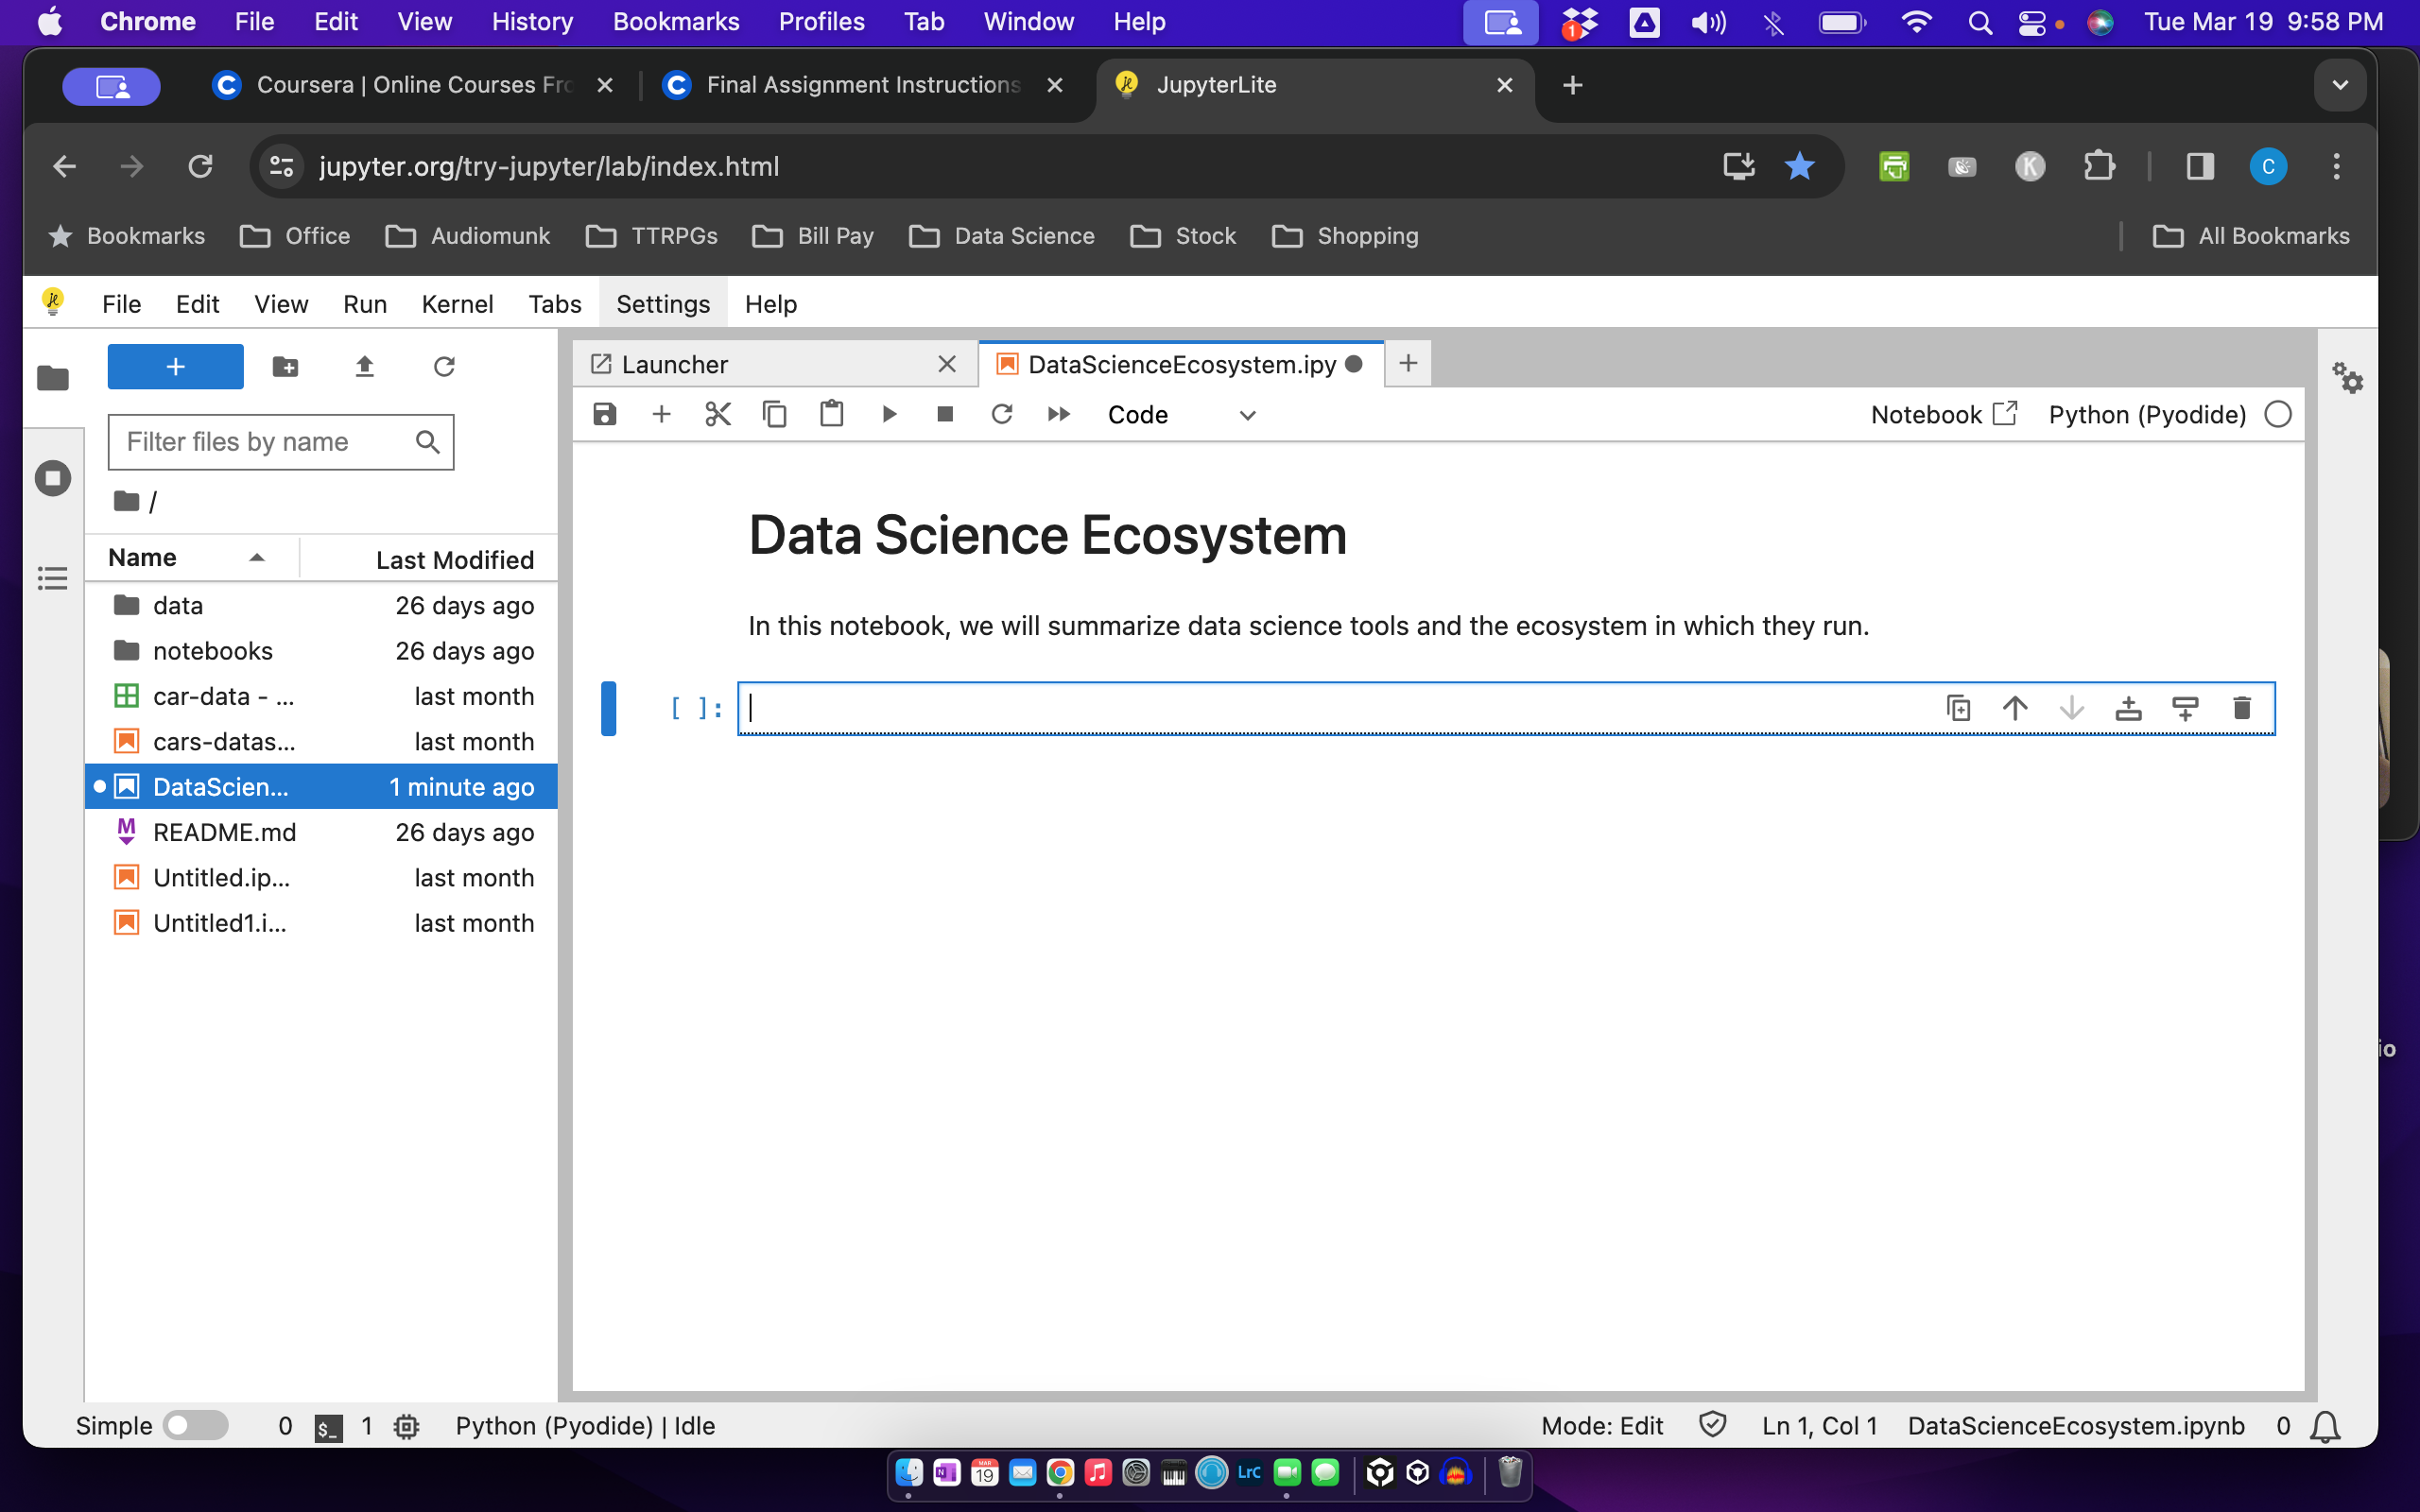 Chrome File Edit View History Bookmarks Profiles Tab Window Help 1 Tue Mar 19 9:58 PM
Coursera | Online Courses Fro Final Assignment Instructions JupyterLite
jupyter.org/try-jupyter/lab/index.html K C
Bookmarks Office Audiomunk TTRPGs Bill Pay Data Science Stock Shopping All Bookmarks
File Edit View Run Kernel Tabs Settings Help
Launcher DataScienceEcosystem.ipy
Code Notebook Python (Pyodide)
Filter files by name
/
Name Last Modified
data 26 days ago
notebooks 26 days ago
car-data - ... last month
cars-datas... last month
DataScien... 1 minute ago
README.md 26 days ago
Untitled.ip... last month
Untitled1.i... last month
Data Science Ecosystem
In this notebook, we will summarize data science tools and the ecosystem in which they run.
[ ]:
io
Simple 0 $_ 1 Python (Pyodide) | Idle Mode: Edit Ln 1, Col 1 DataScienceEcosystem.ipynb 0
MAR 19 LrC